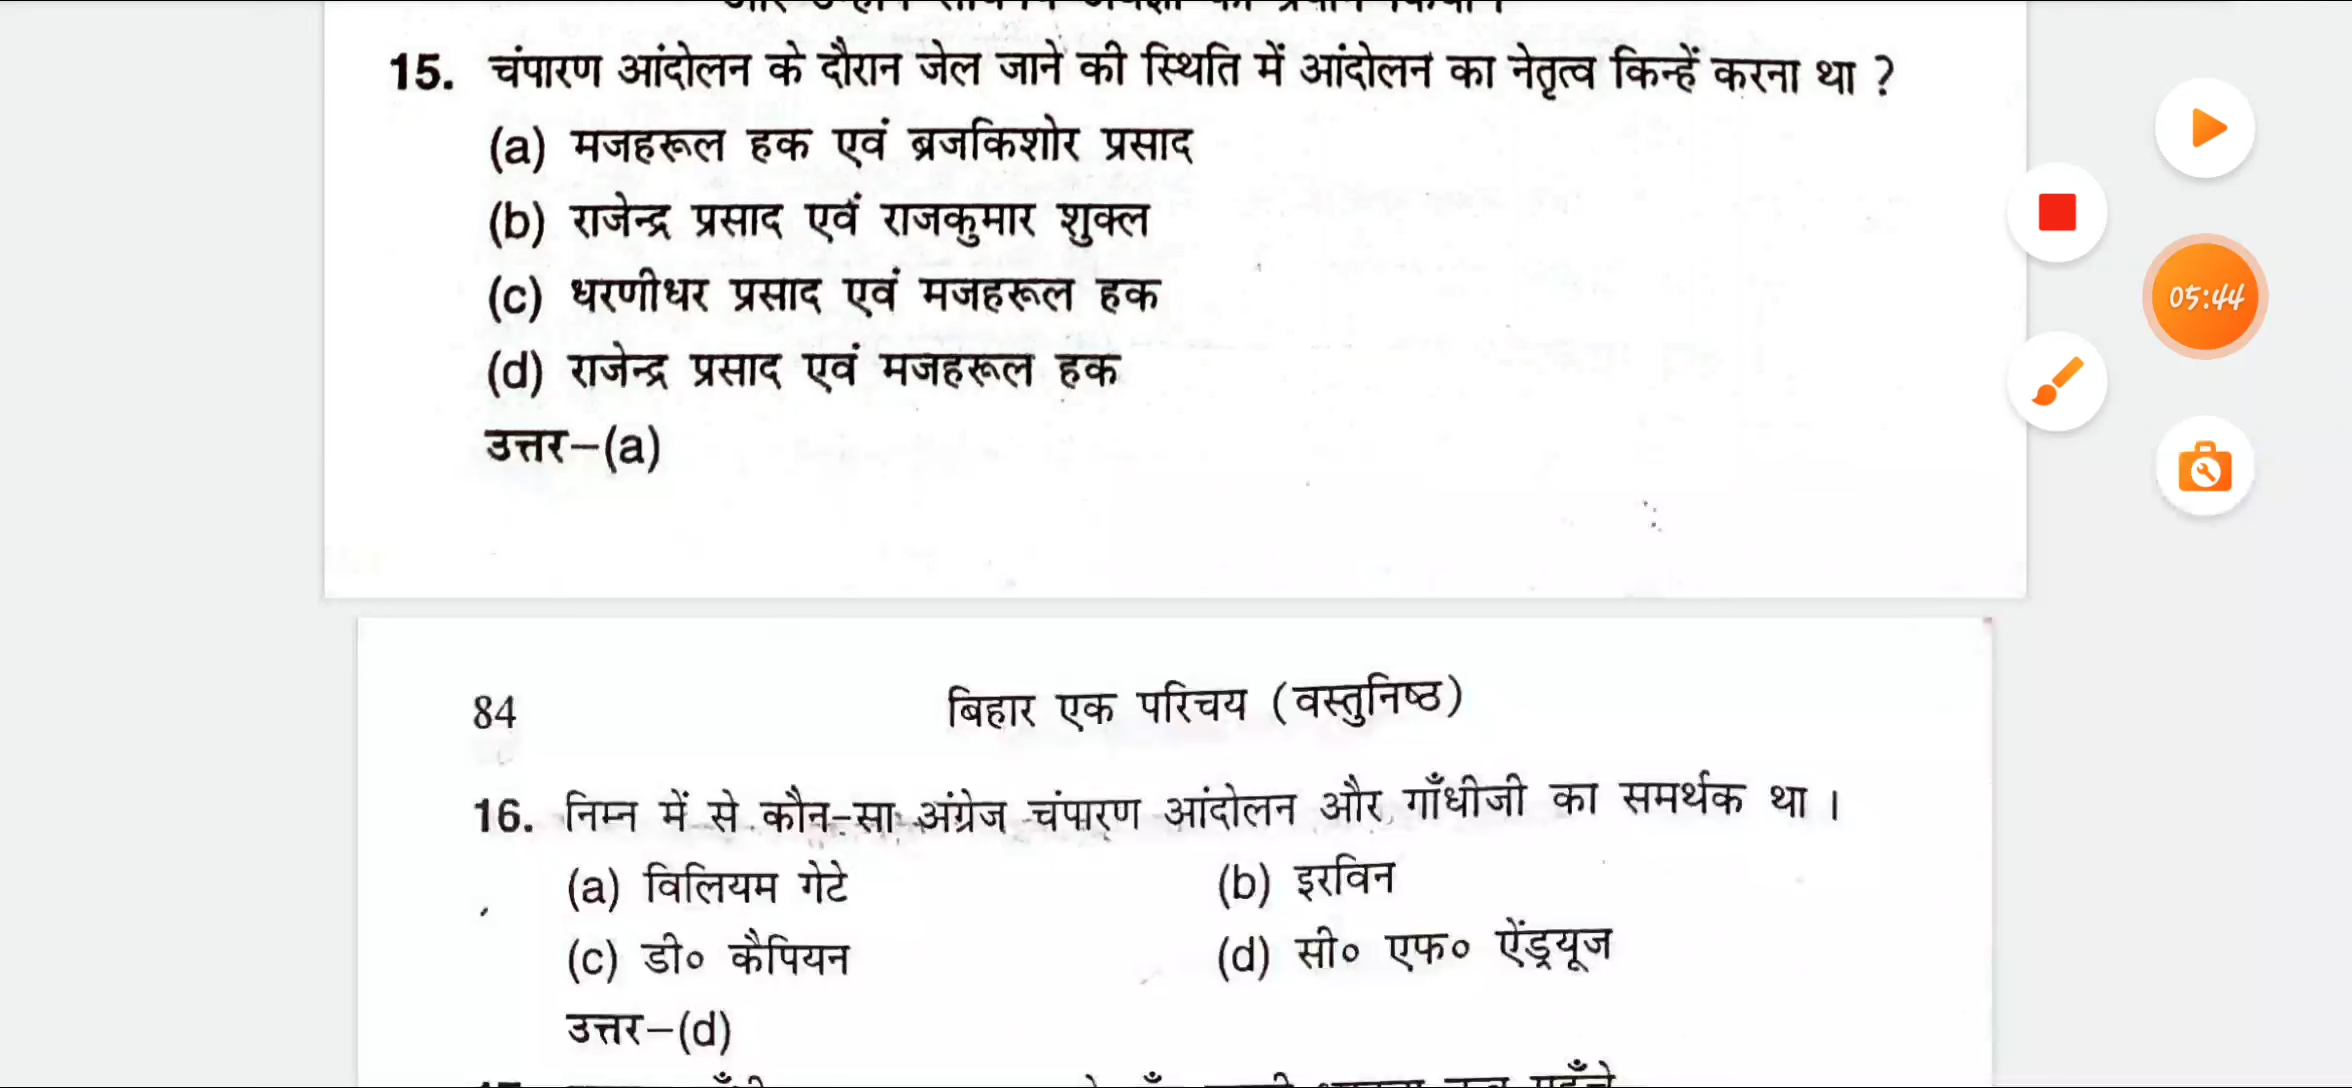 15. चंपारण आंदोलन के दौरान जेल जाने की स्थिति में आंदोलन का नेतृत्व किन्हें करना था ?
(a) मजहरूल हक एवं ब्रजकिशोर प्रसाद
(b) राजेन्द्र प्रसाद एवं राजकुमार शुक्ल
(c) धरणीधर प्रसाद एवं मजहरूल हक
(d) राजेन्द्र प्रसाद एवं मजहरूल हक
उत्तर–(a)
05:44
84 बिहार एक परिचय (वस्तुनिष्ठ)
16. निम्न में से कौन-सा अंग्रेज चंपारण आंदोलन और गाँधीजी का समर्थक था ।
(a) विलियम गेटे (b) इरविन
(c) डी० कैपियन (d) सी० एफ० ऐंड्रयूज
उत्तर–(d)